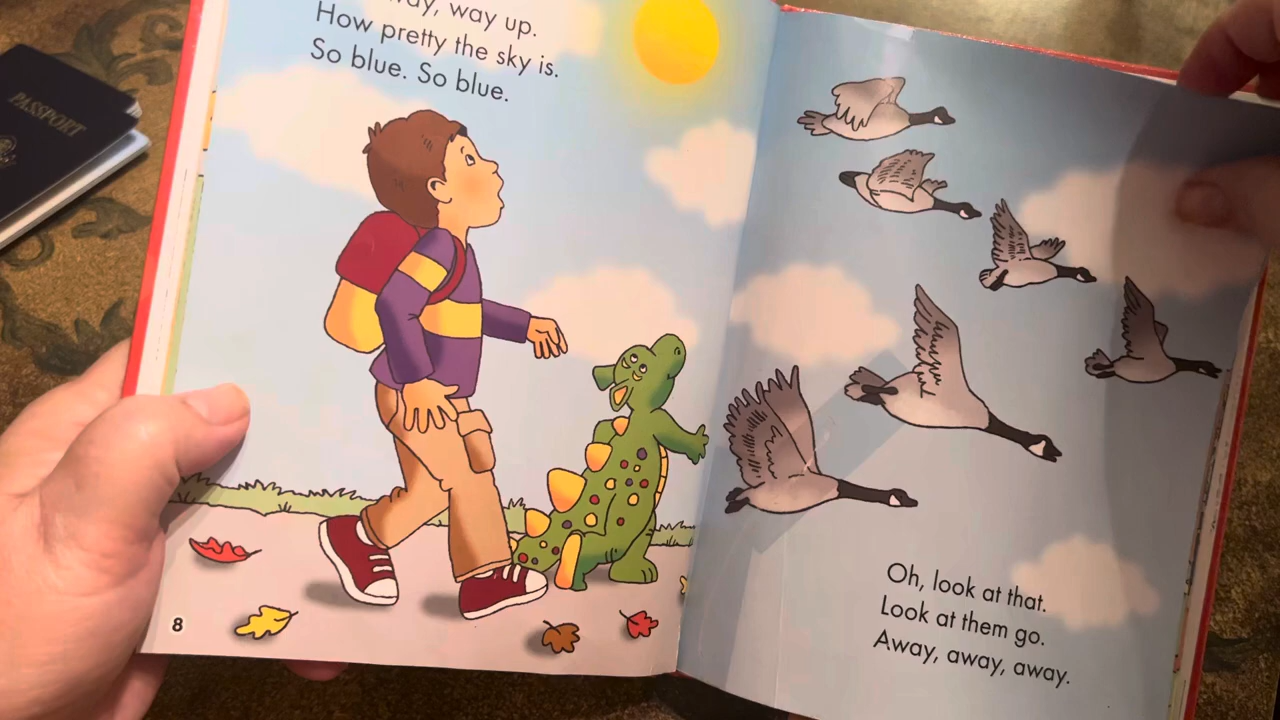 PASSPORT
way, way up.
How pretty the sky is.
So blue. So blue.
8
Oh, look at that.
Look at them go.
Away, away, away.